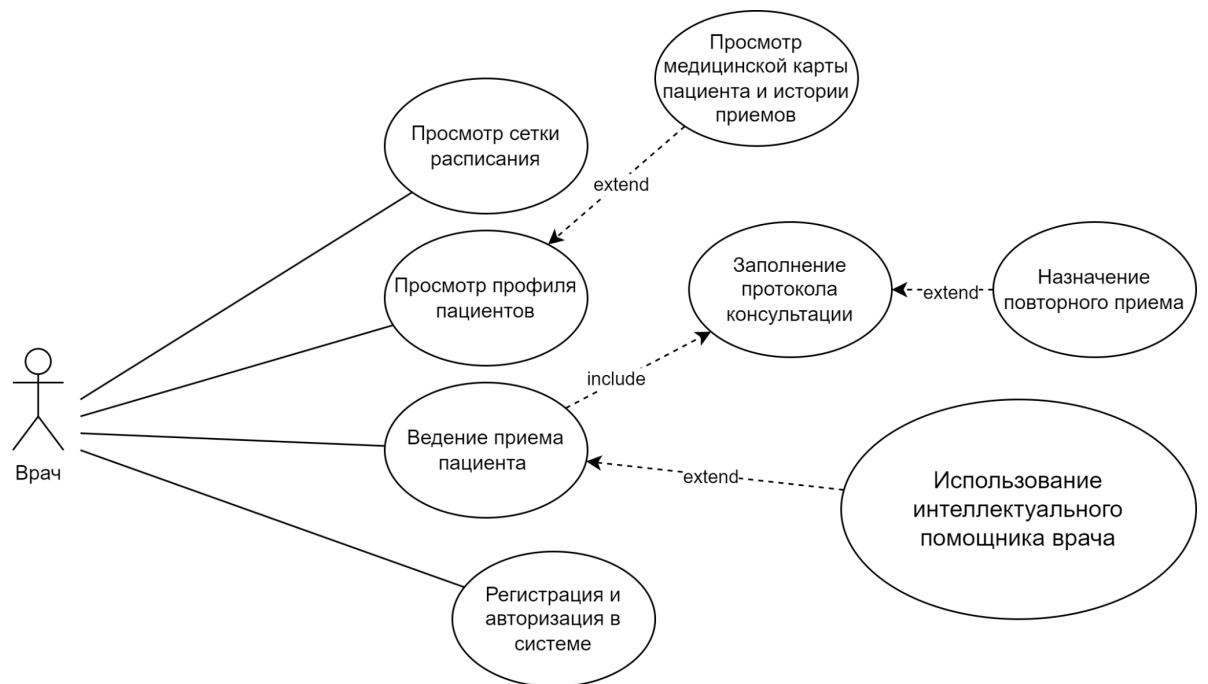 Просмотр
медицинской карты
пациента и истории
приемов
Просмотр сетки
расписания
extend
Просмотр профиля
пациентов
Заполнение
протокола
консультации
extend
Назначение
повторного приема
include
Ведение приема
пациента
extend
Использование
интеллектуального
помощника врача
Врач
Регистрация и
авторизация в
системе